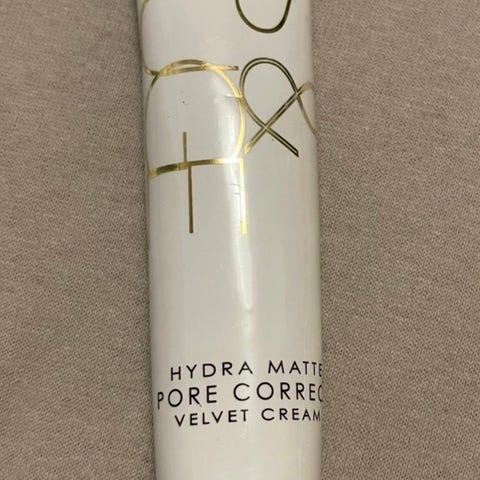 HYDRA MATTE
PORE CORREC
VELVET CREAM